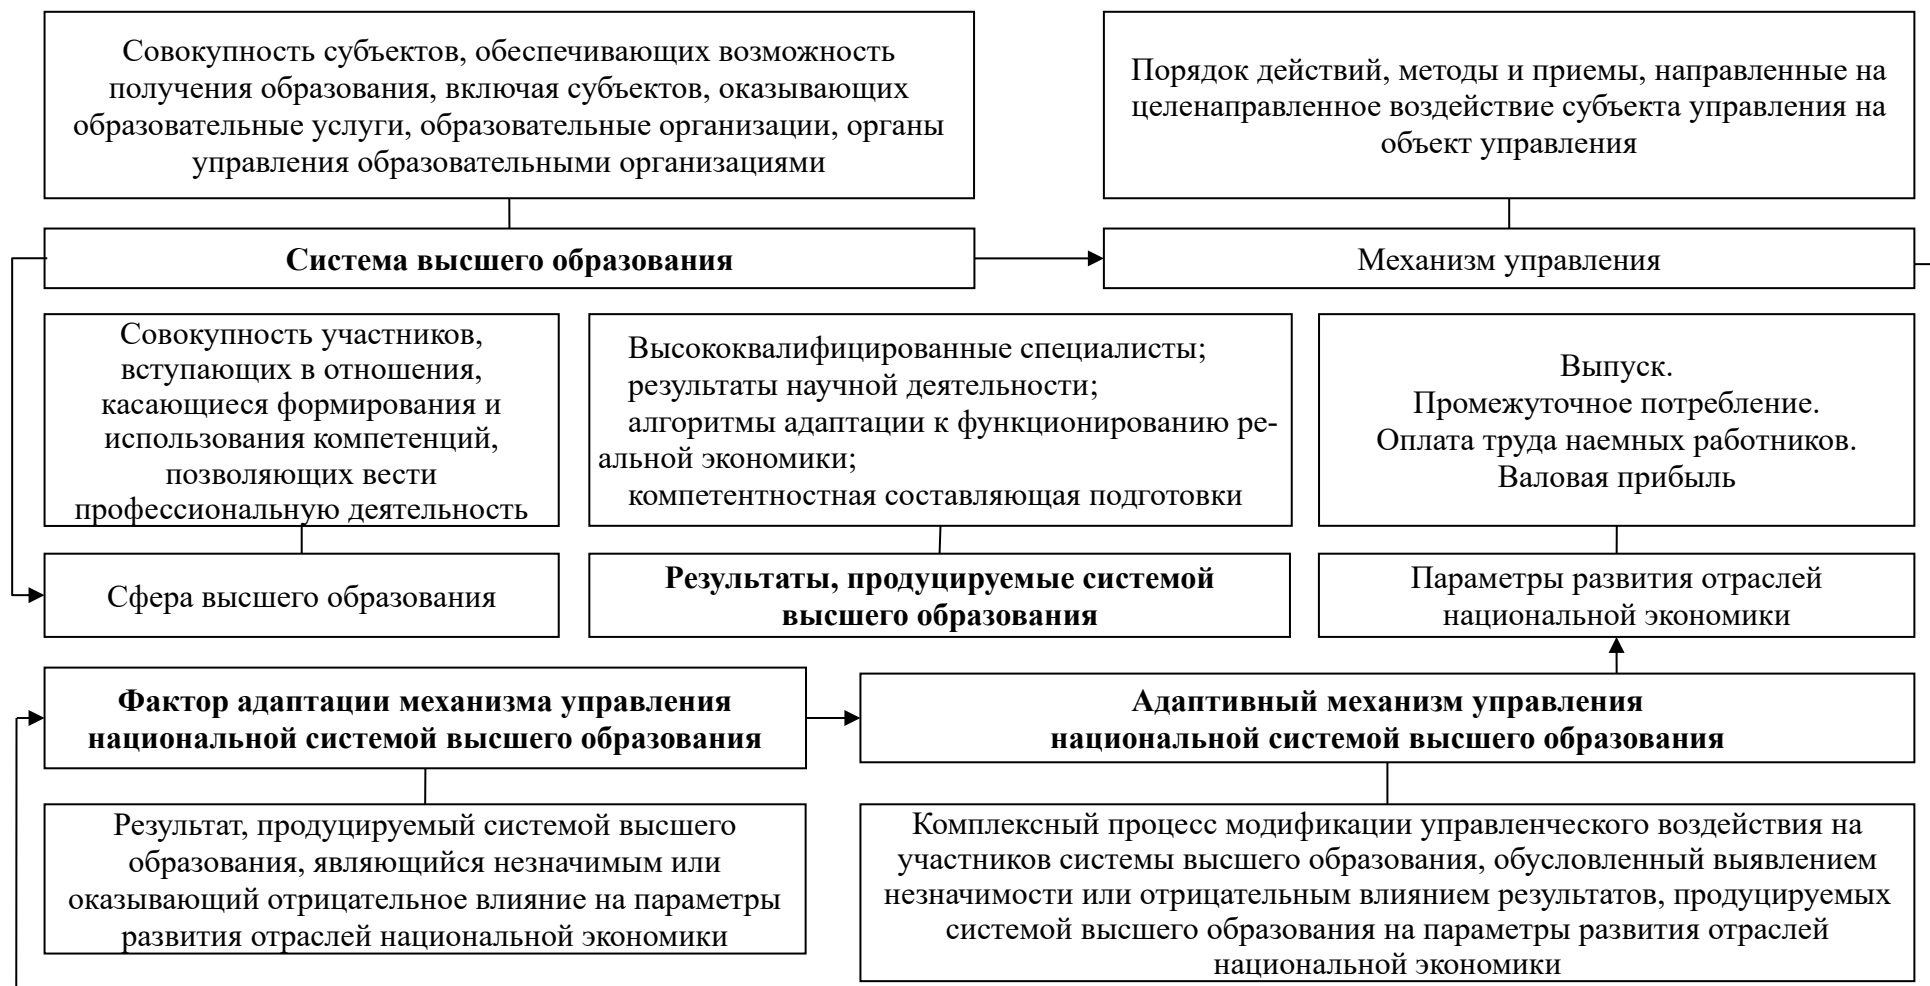 Совокупность субъектов, обеспечивающих возможность
получения образования, включая субъектов, оказывающих
образовательные услуги, образовательные организации, органы
управления образовательными организациями
Порядок действий, методы и приемы, направленные на
целенаправленное воздействие субъекта управления на
объект управления
Система высшего образования
Механизм управления
Совокупность участников,
вступающих в отношения,
касающиеся формирования и
использования компетенций,
позволяющих вести
профессиональную деятельность
Высококвалифицированные специалисты;
результаты научной деятельности;
алгоритмы адаптации к функционированию ре-
альной экономики;
компетентностная составляющая подготовки
Выпуск.
Промежуточное потребление.
Оплата труда наемных работников.
Валовая прибыль
Сфера высшего образования
Результаты, продуцируемые системой
высшего образования
Параметры развития отраслей
национальной экономики
Фактор адаптации механизма управления
национальной системой высшего образования
Адаптивный механизм управления
национальной системой высшего образования
Результат, продуцируемый системой высшего
образования, являющийся незначимым или
оказывающий отрицательное влияние на параметры
развития отраслей национальной экономики
Комплексный процесс модификации управленческого воздействия на
участников системы высшего образования, обусловленный выявлением
незначимости или отрицательным влиянием результатов, продуцируемых
системой высшего образования на параметры развития отраслей
национальной экономики